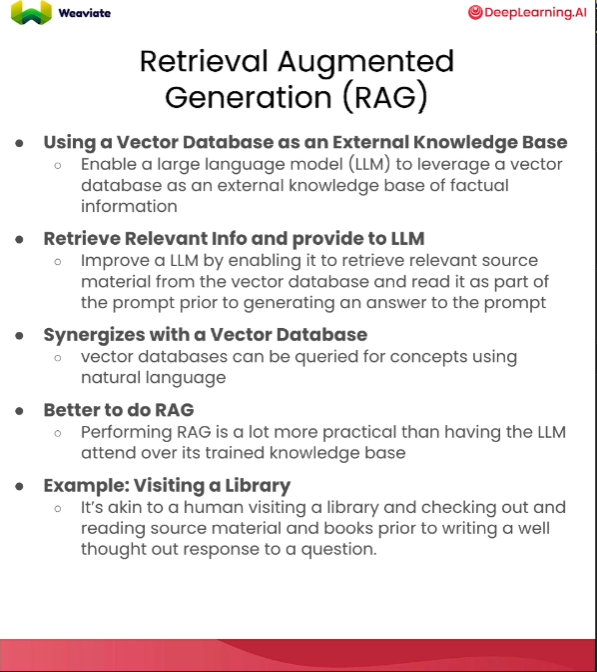 Weaviate
DeepLearning.AI
Retrieval Augmented
Generation (RAG)
● Using a Vector Database as an External Knowledge Base
○ Enable a large language model (LLM) to leverage a vector
database as an external knowledge base of factual
information
● Retrieve Relevant Info and provide to LLM
○ Improve a LLM by enabling it to retrieve relevant source
material from the vector database and read it as part of
the prompt prior to generating an answer to the prompt
● Synergizes with a Vector Database
○ vector databases can be queried for concepts using
natural language
● Better to do RAG
○ Performing RAG is a lot more practical than having the LLM
attend over its trained knowledge base
● Example: Visiting a Library
○ It’s akin to a human visiting a library and checking out and
reading source material and books prior to writing a well
thought out response to a question.